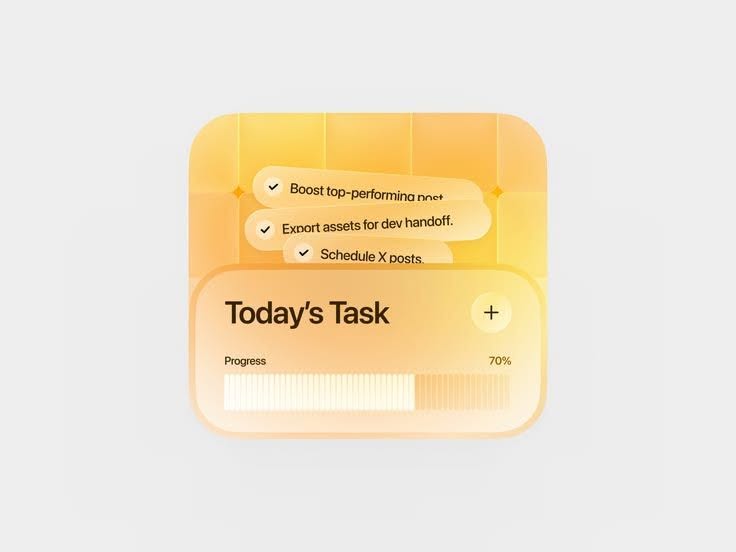 Boost top-performing post
Export assets for dev handoff.
Schedule X posts.
Today's Task
Progress
70%